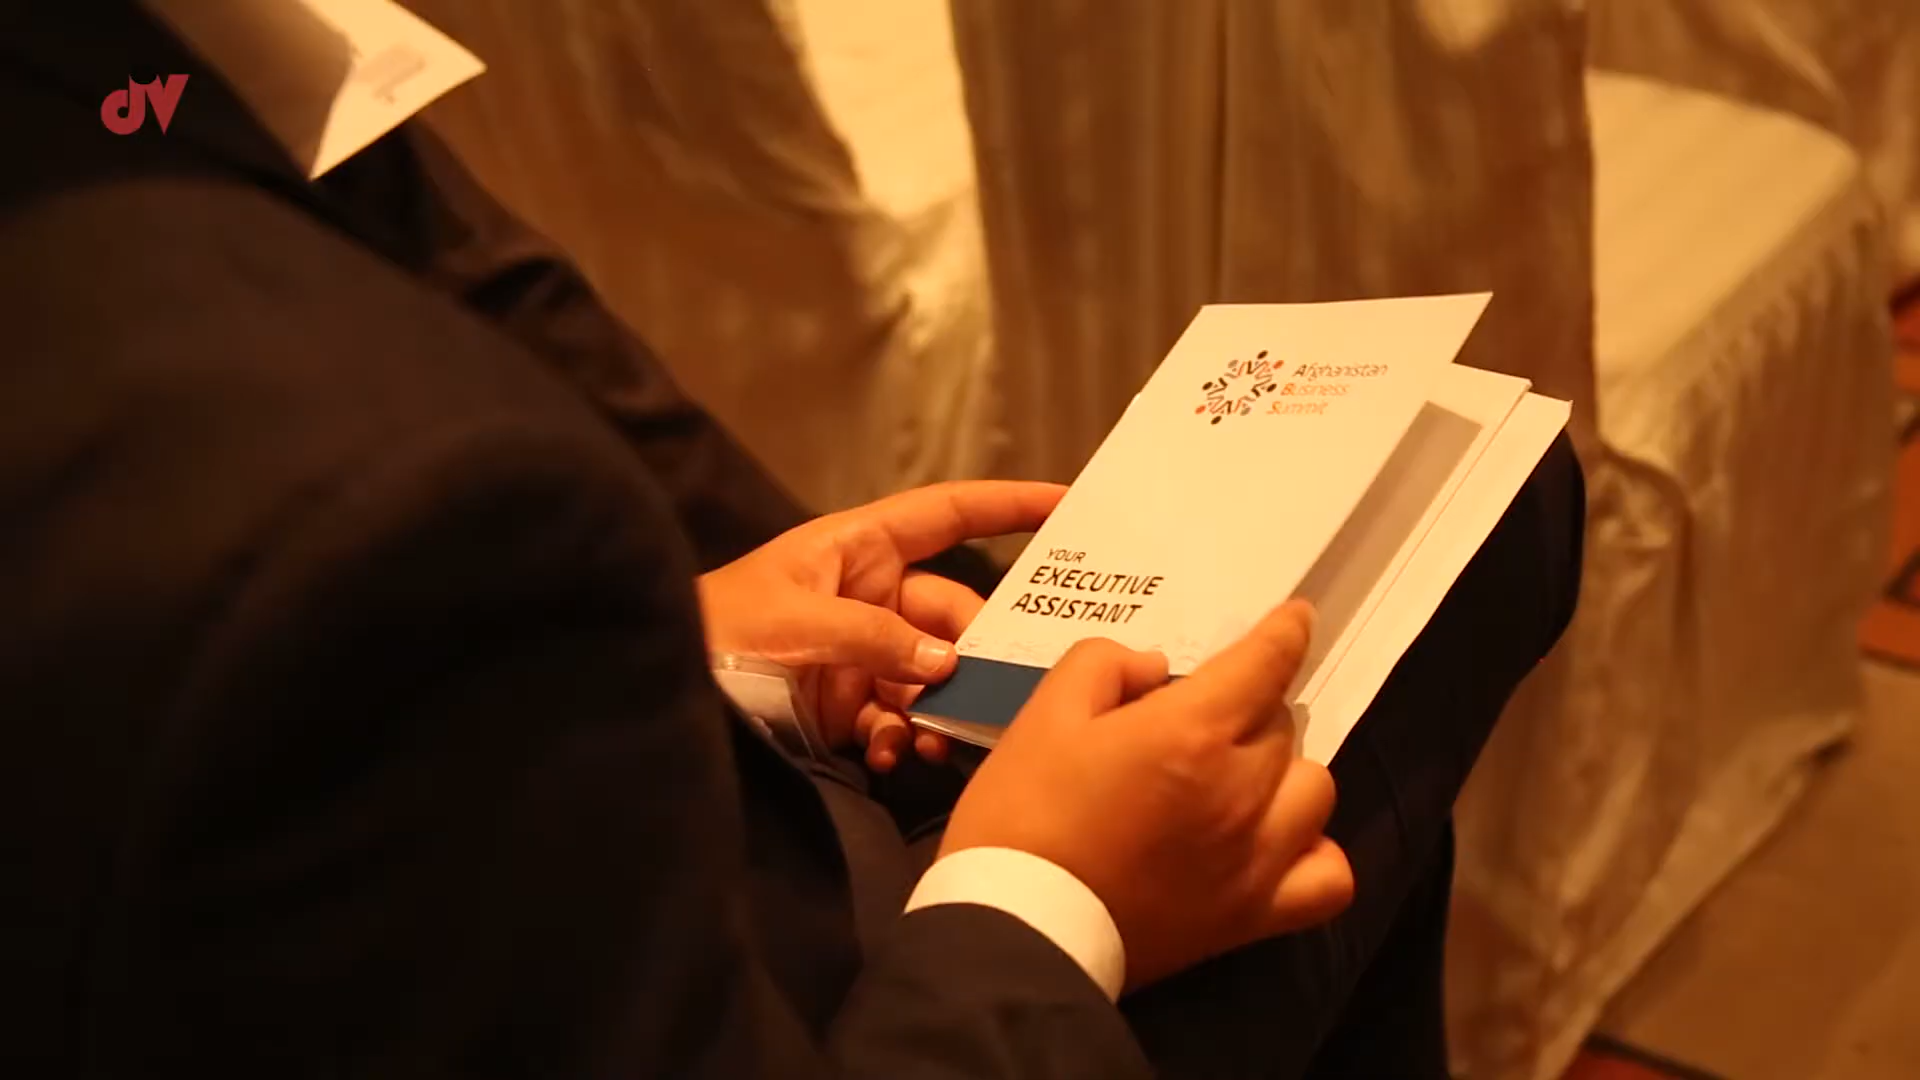 Afghanistan
Business
Summit
YOUR
EXECUTIVE
ASSISTANT